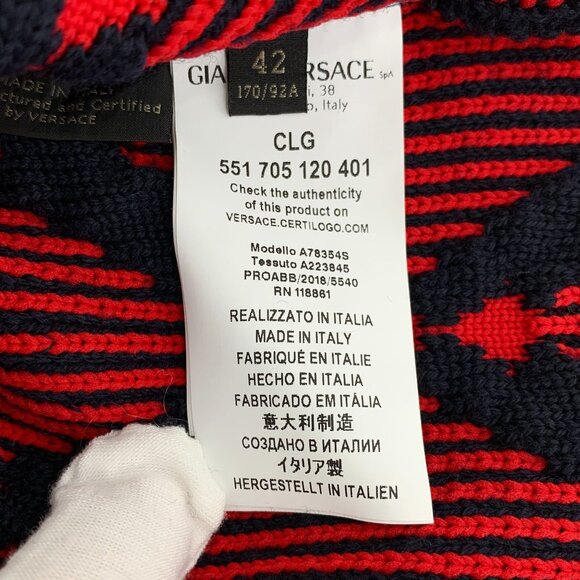 MADE IN ITALY
and Certified
by VERSACE
42
170/92A
SpA
38
Italy
CLG
551 705 120 401
Check the authenticity
of this product on
VERSACE.CERTILOGO.COM
Modello A78354S
Tessuto A223845
PROABB/2018/5540
RN 118861
REALIZZATO IN ITALIA
MADE IN ITALY
FABRIQUÉ EN ITALIE
HECHO EN ITALIA
FABRICADO EM ITÁLIA
意大利制造
СОЗДАНО В ИТАЛИИ
イタリア製
HERGESTELLT IN ITALIEN